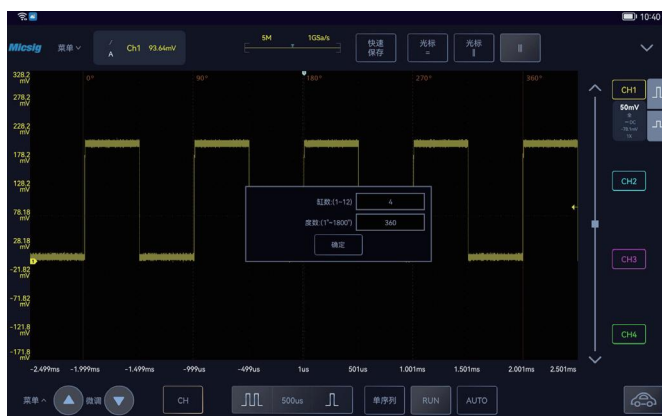 10:40
Micsig 菜单 A Ch1 93.64mV 5M 1GSa/s 快速保存 光标 = 光标 ||
328.2 mV 0° 90° 180° 270° 360°
278.2 mV
228.2 mV
178.2 mV
128.2 mV
78.18 mV
28.18 mV
-21.82 mV
-71.82 mV
-121.8 mV
-171.8 mV
CH1
50mV
DC
-78.1mV
1X
CH2
CH3
CH4
缸数:(1~12) 4
度数:(1°~1800°) 360
确定
-2.499ms -1.999ms -1.499ms -999us -499us 1us 501us 1.001ms 1.501ms 2.001ms 2.501ms
菜单 微调 CH 500us 单序列 RUN AUTO